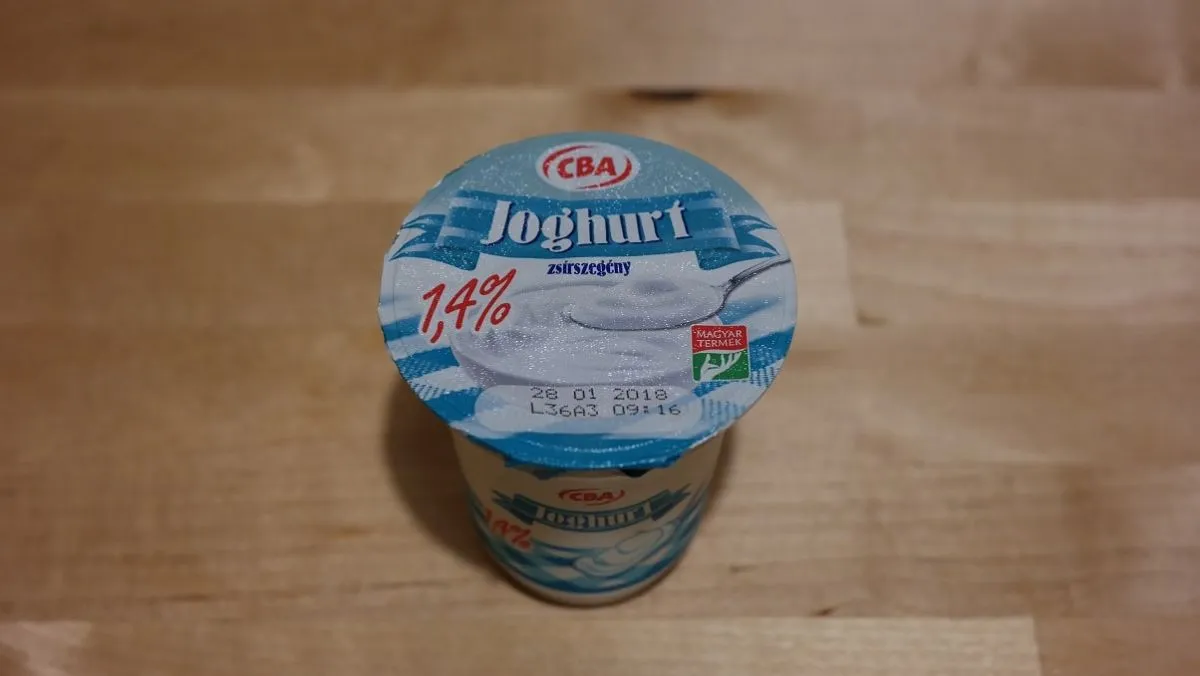 CBA
Joghurt
zsírszegény
1,4%
MAGYAR
TERMÉK
28 01 2018
L36A3 09:16
CBA
Joghurt
1,4%